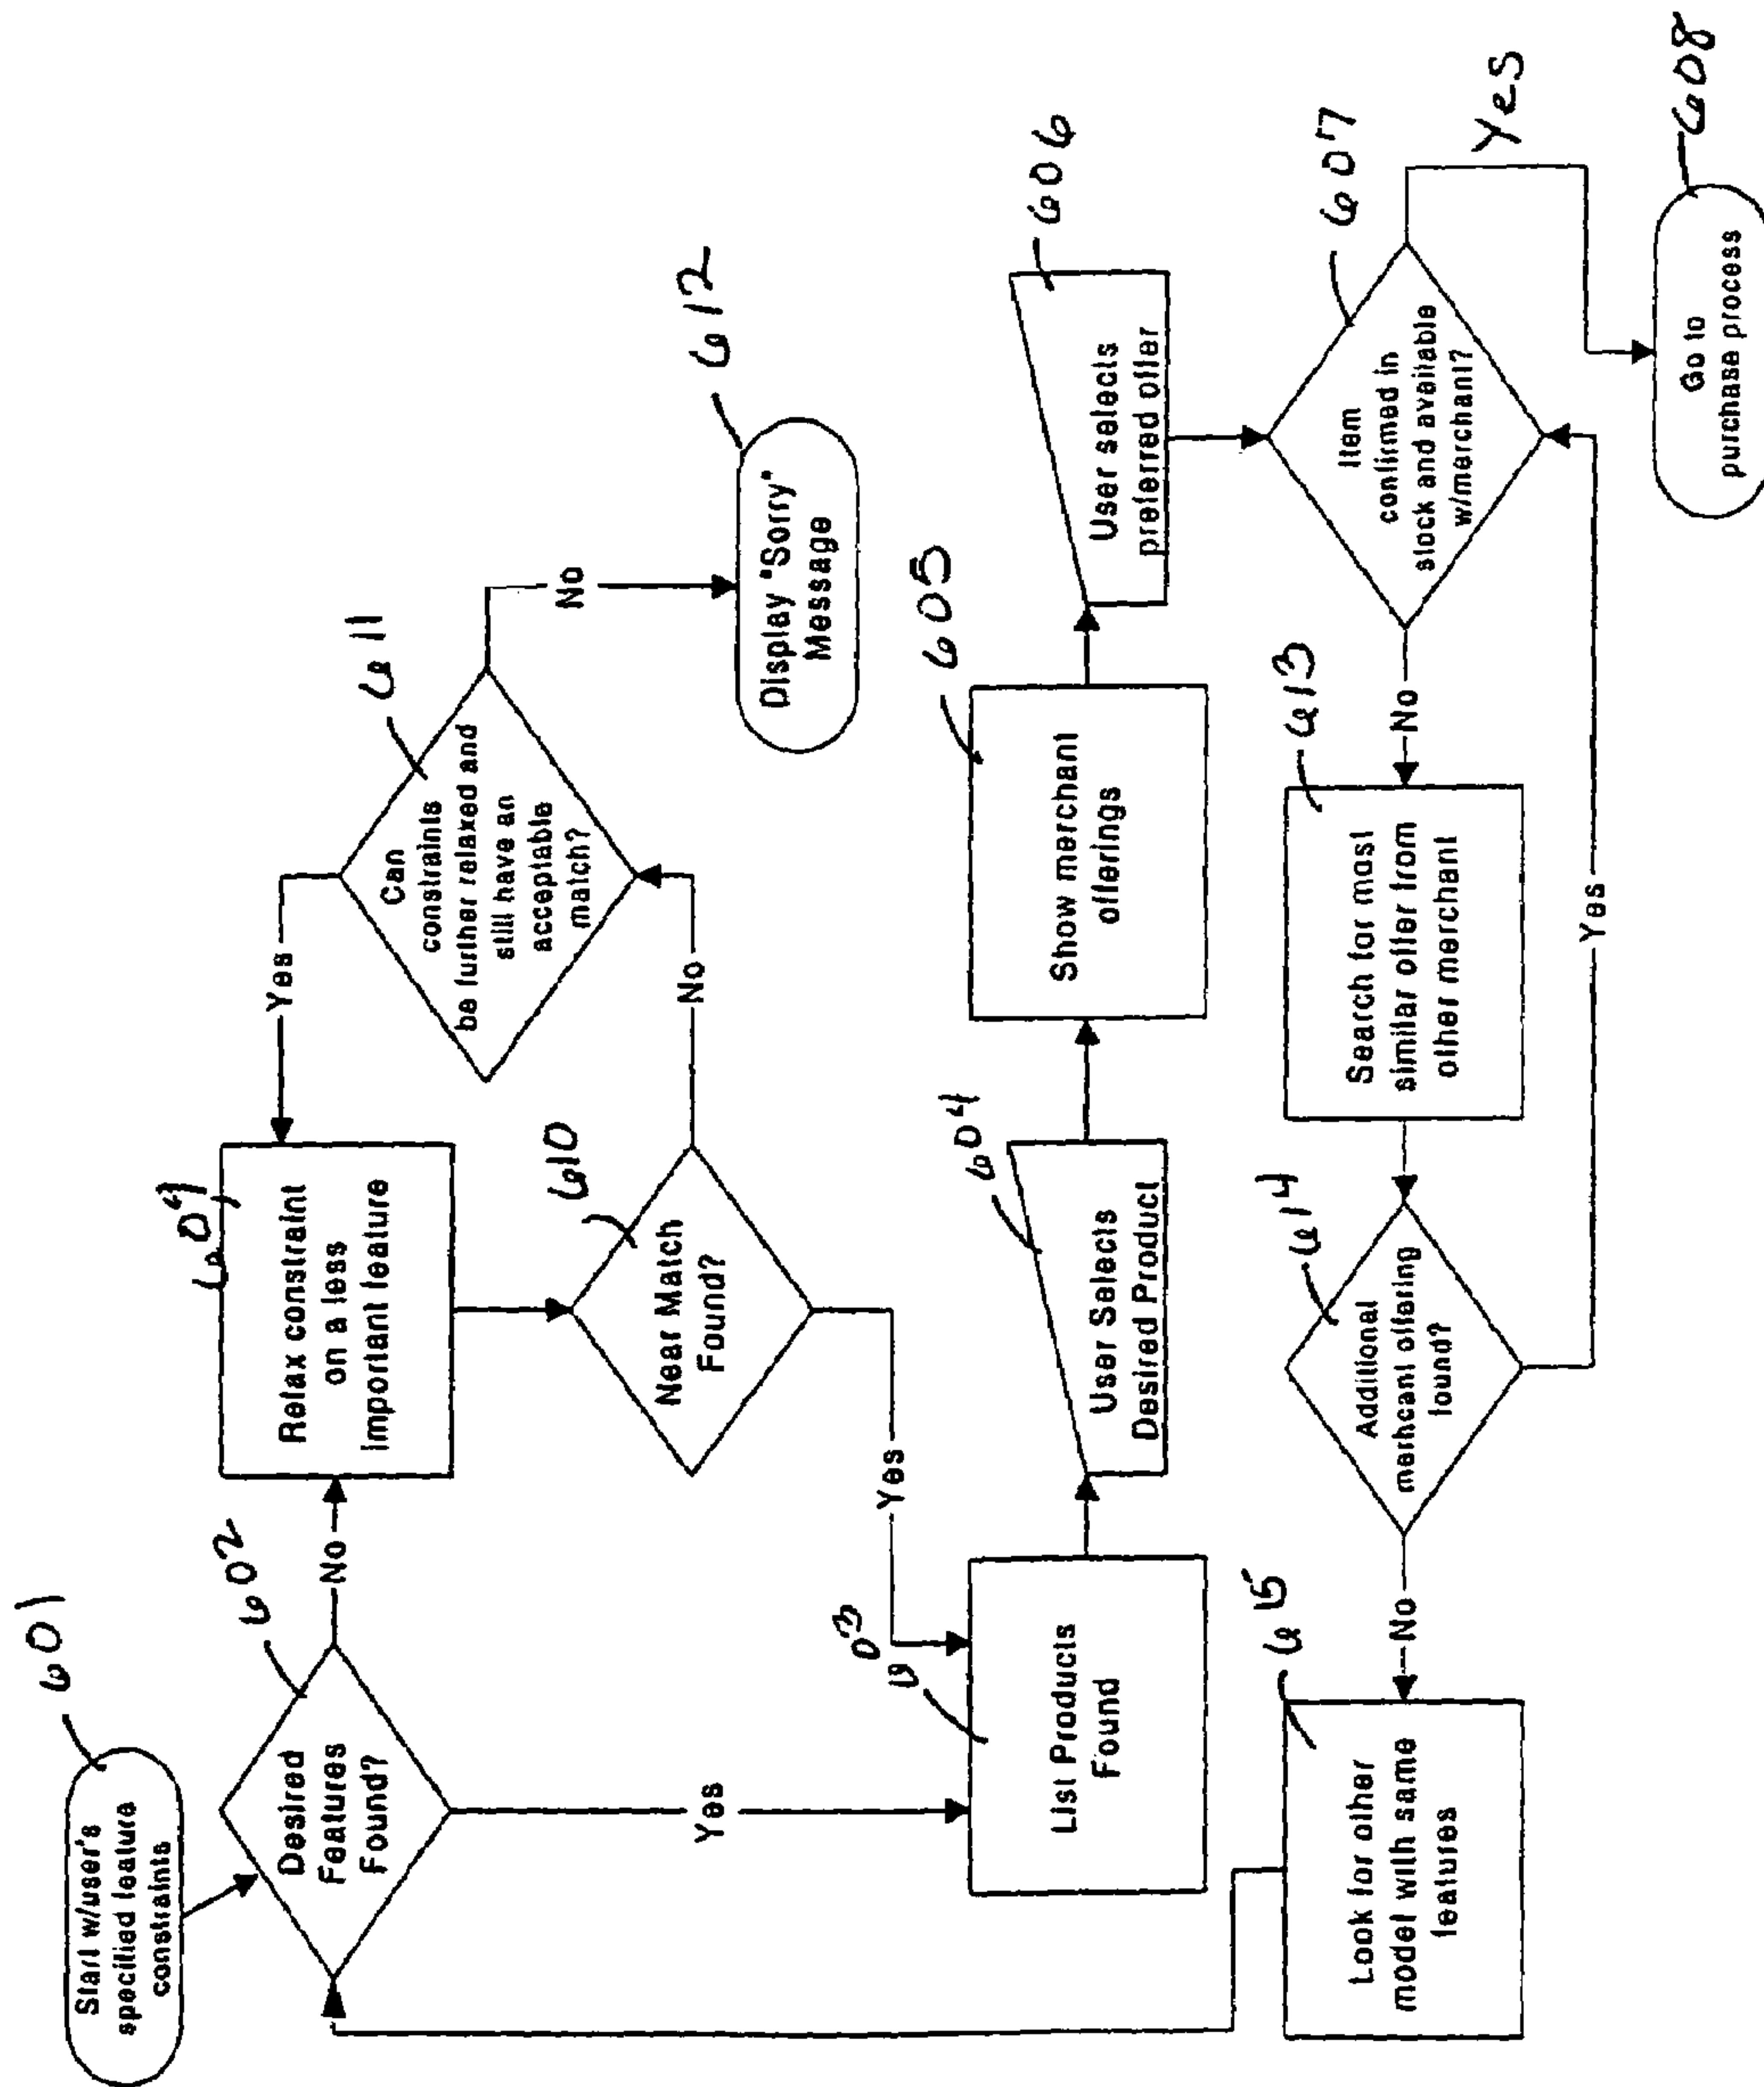 601
Start w/user's
specified feature
constraints
602
Desired
Features
Found?
No
Yes
609
Relax constraint
on a less
important feature
Yes
611
Can
constraints
be further relaxed and
still have an
acceptable
match?
No
612
Display "Sorry"
Message
610
Near Match
Found?
No
Yes
603
List Products
Found
604
User Selects
Desired Product
605
Show merchant
offerings
606
User selects
preferred offer
607
Item
confirmed in
stock and available
w/merchant?
Yes
608
Go to
purchase process
No
613
Search for most
similar offer from
other merchant
614
Additional
merhcant offering
found?
Yes
No
615
Look for other
model with same
features